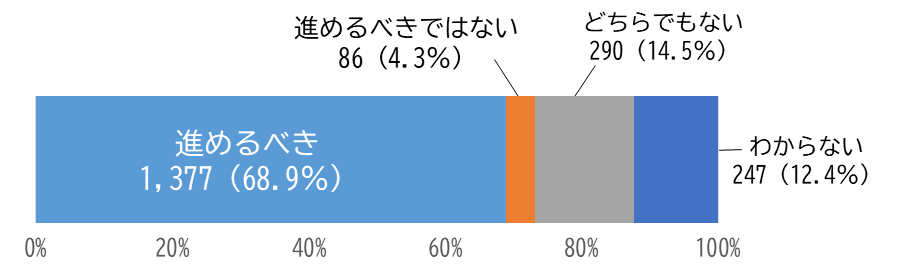 進めるべきではない
86（4.3%）
どちらでもない
290（14.5%）
進めるべき
1,377（68.9%）
わからない
247（12.4%）
0% 20% 40% 60% 80% 100%